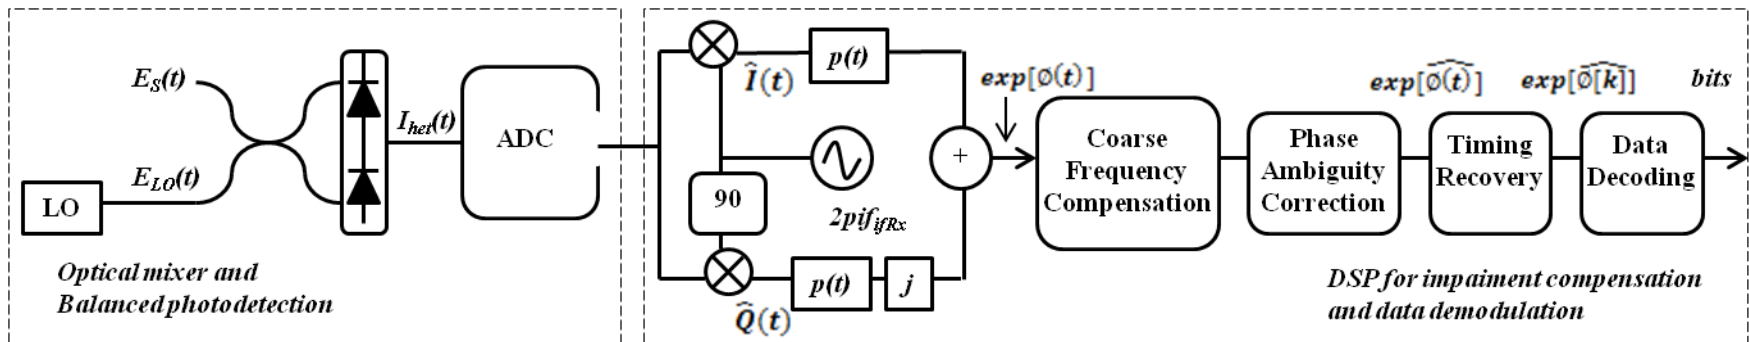 E_S(t)
E_LO(t)
LO
I_het(t)
ADC
Optical mixer and
Balanced photodetection
Î(t)
p(t)
90
2pif_ifRx
Q̂(t)
p(t)
j
+
exp[∅(t)]
Coarse
Frequency
Compensation
Phase
Ambiguity
Correction
exp[∅(t)^]
Timing
Recovery
exp[∅[k]^]
Data
Decoding
bits
DSP for impaiment compensation
and data demodulation